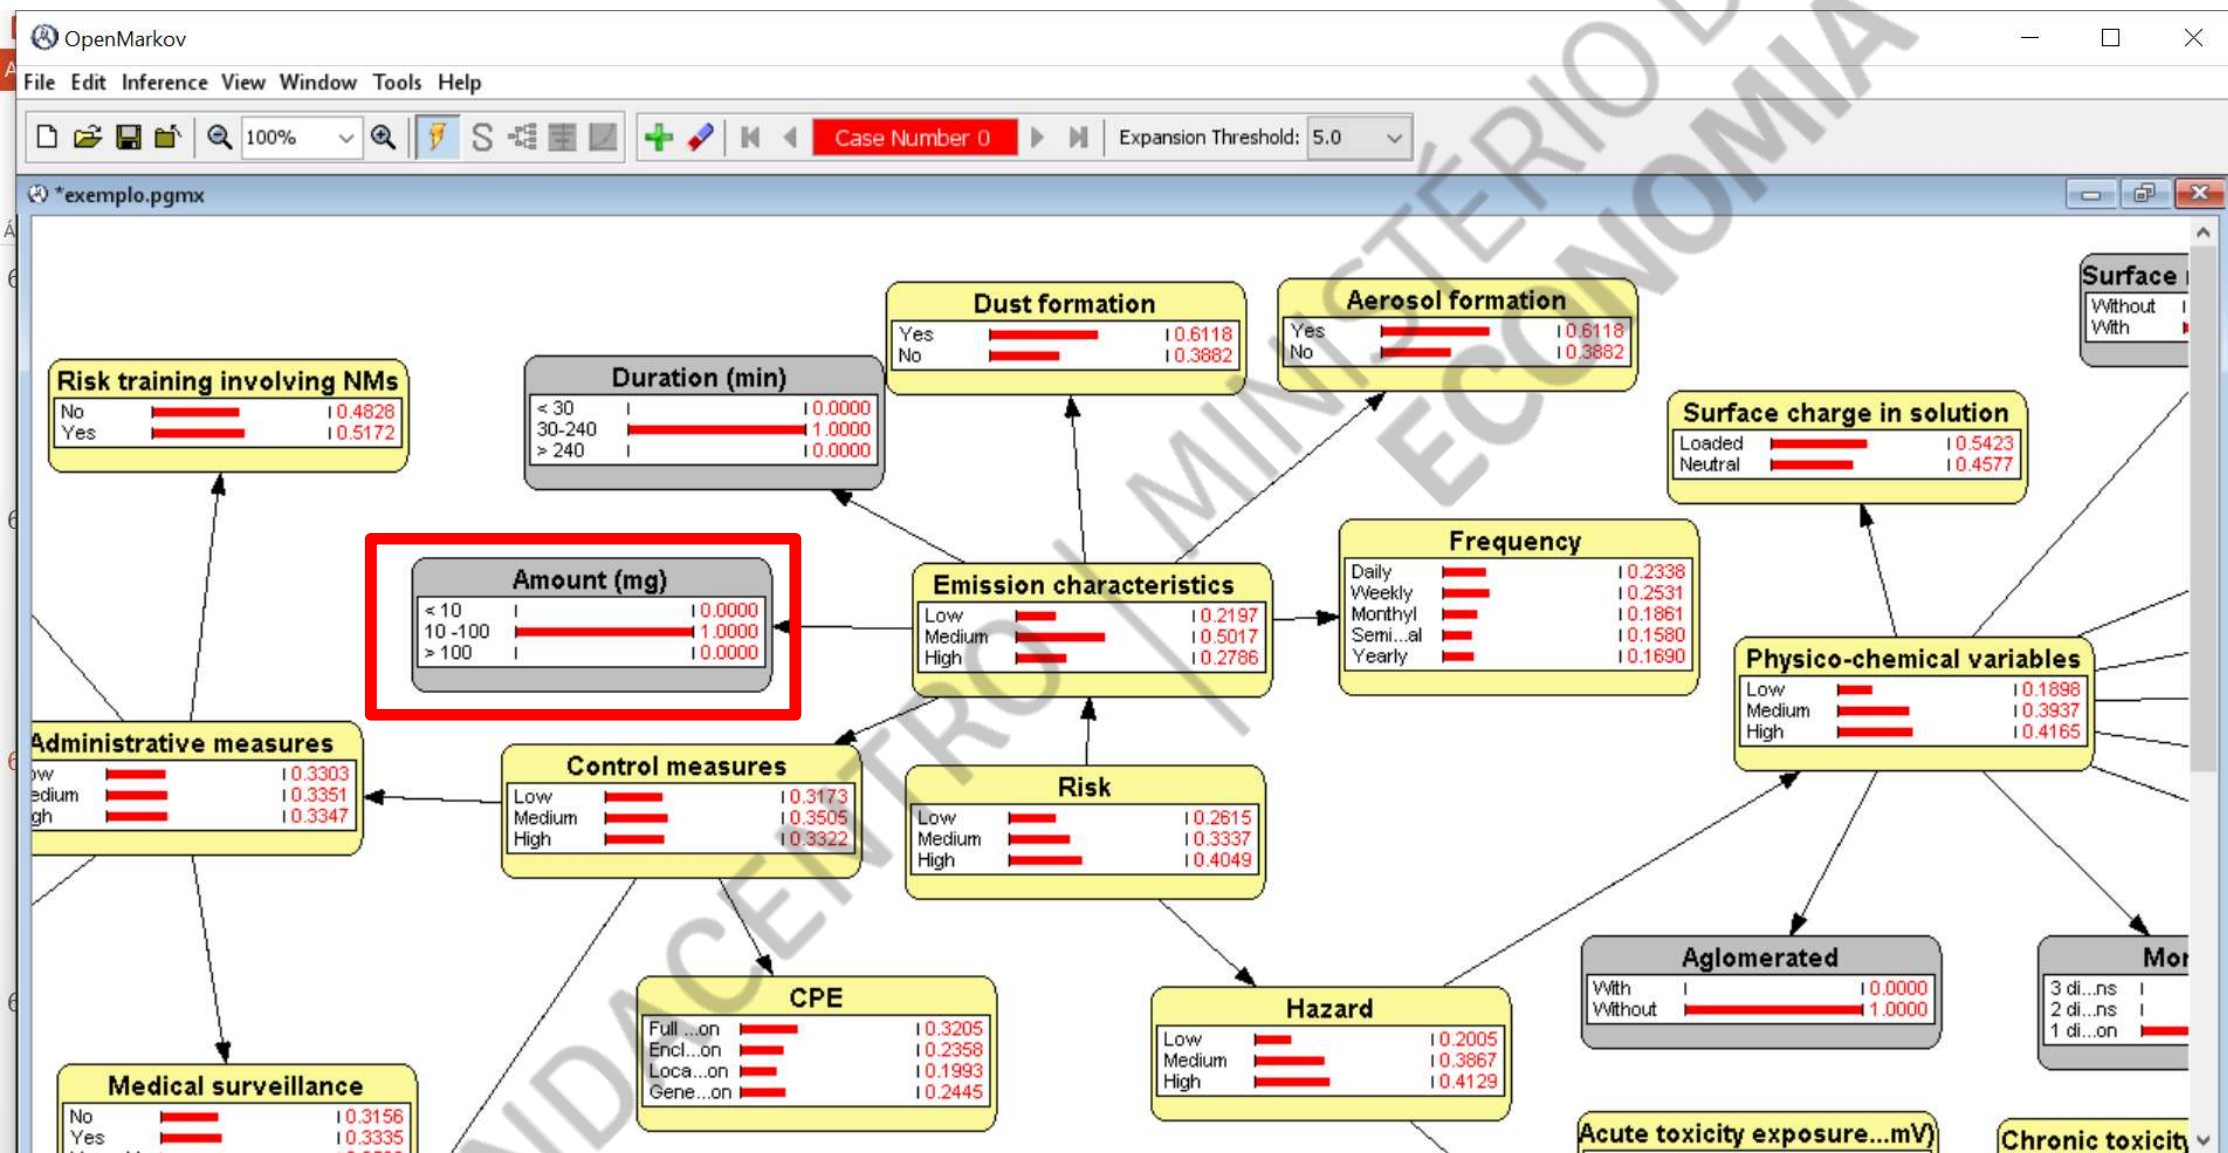 OpenMarkov
File Edit Inference View Window Tools Help
100%
Case Number 0
Expansion Threshold: 5.0
*exemplo.pgmx
Risk training involving NMs
No 0.4828
Yes 0.5172
Duration (min)
< 30 0.0000
30-240 1.0000
> 240 0.0000
Dust formation
Yes 0.6118
No 0.3882
Aerosol formation
Yes 0.6118
No 0.3882
Surface
Without
With
Surface charge in solution
Loaded 0.5423
Neutral 0.4577
Amount (mg)
< 10 0.0000
10 -100 1.0000
> 100 0.0000
Emission characteristics
Low 0.2197
Medium 0.5017
High 0.2786
Frequency
Daily 0.2338
Weekly 0.2531
Monthyl 0.1861
Semi...al 0.1580
Yearly 0.1690
Physico-chemical variables
Low 0.1898
Medium 0.3937
High 0.4165
Administrative measures
ow 0.3303
edium 0.3351
gh 0.3347
Control measures
Low 0.3173
Medium 0.3505
High 0.3322
Risk
Low 0.2615
Medium 0.3337
High 0.4049
CPE
Full ...on 0.3205
Encl...on 0.2358
Loca...on 0.1993
Gene...on 0.2445
Hazard
Low 0.2005
Medium 0.3867
High 0.4129
Aglomerated
With 0.0000
Without 1.0000
Mor
3 di...ns
2 di...ns
1 di...on
Medical surveillance
No 0.3156
Yes 0.3335
Acute toxicity exposure...mV)
Chronic toxicity
NDACENTRO | MINISTÉRIO D
ECONOMIA